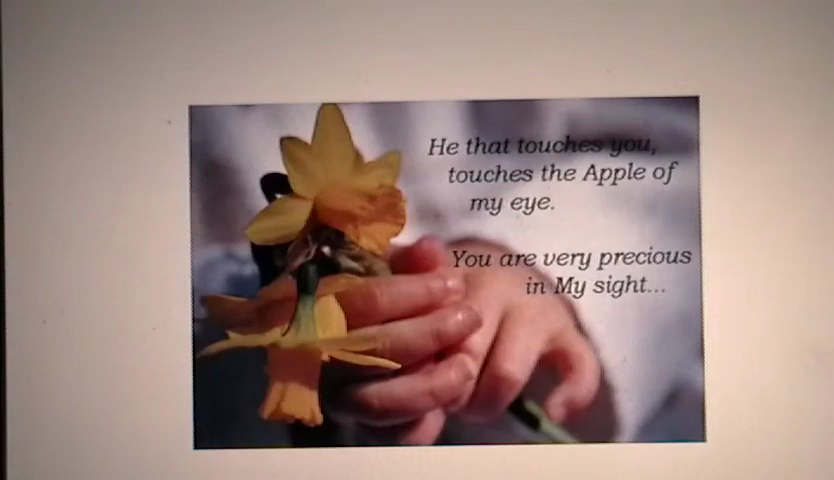 He that touches you,
touches the Apple of
my eye.
You are very precious
in My sight...